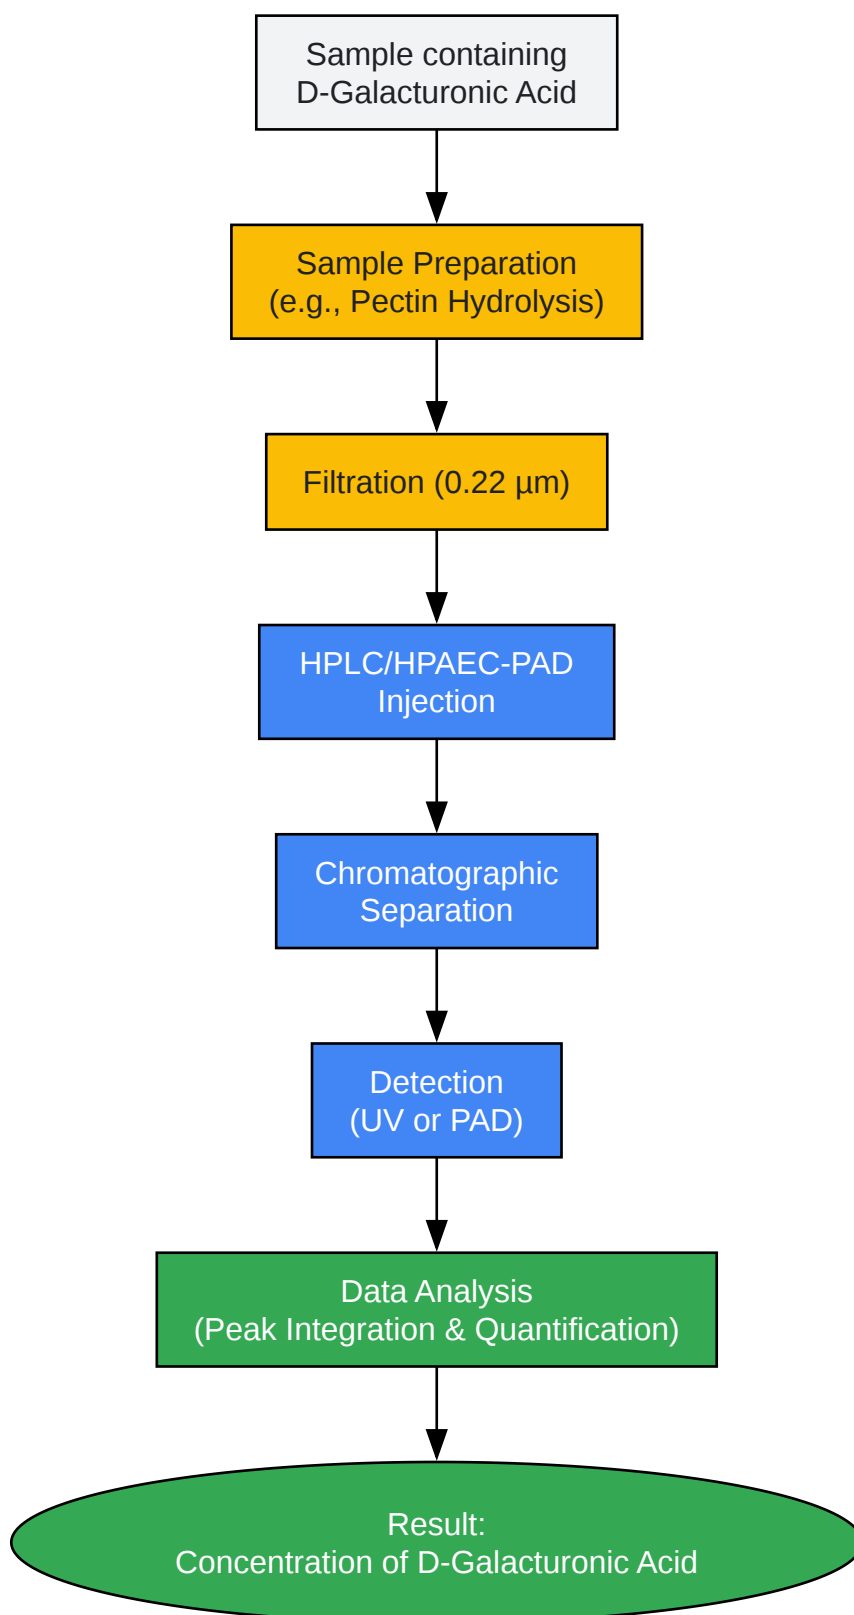 Sample containing
D-Galacturonic Acid
Sample Preparation
(e.g., Pectin Hydrolysis)
Filtration (0.22 µm)
HPLC/HPAEC-PAD
Injection
Chromatographic
Separation
Detection
(UV or PAD)
Data Analysis
(Peak Integration & Quantification)
Result:
Concentration of D-Galacturonic Acid